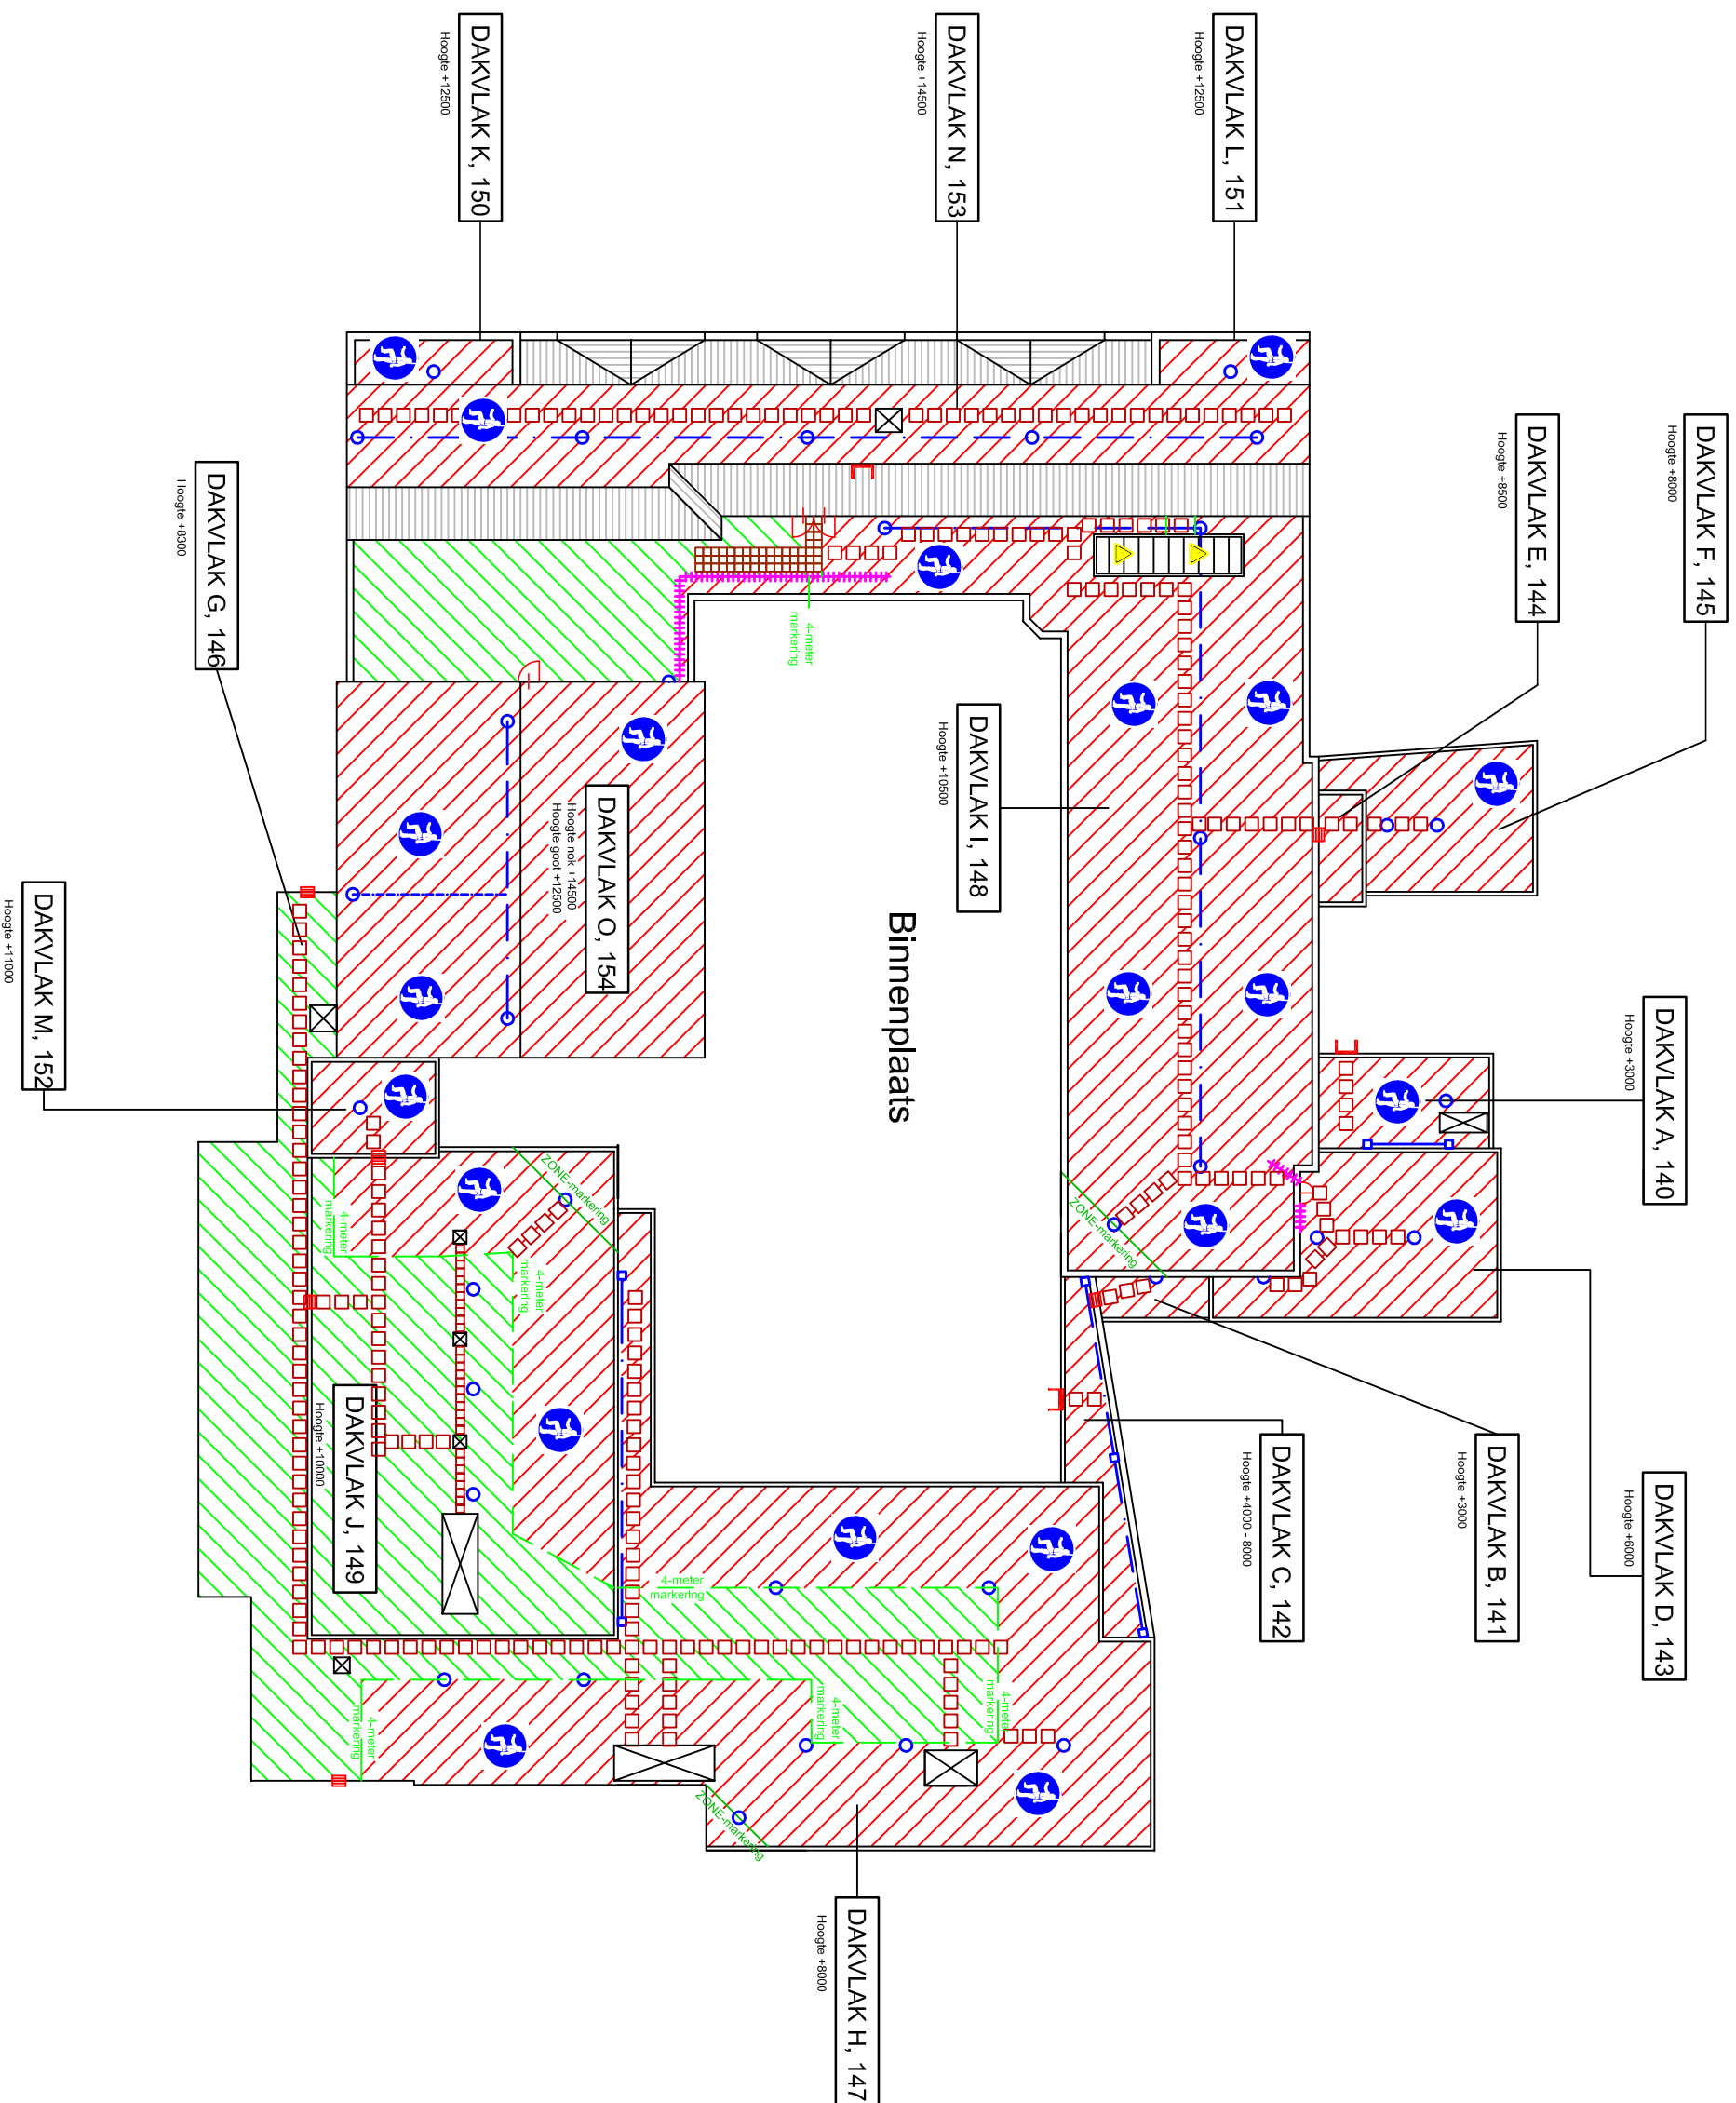 DAKVLAK F, 145
Hoogte +8000
DAKVLAK A, 140
Hoogte +3000
DAKVLAK D, 143
Hoogte +6000
DAKVLAK E, 144
Hoogte +8500
DAKVLAK B, 141
Hoogte +3000
DAKVLAK L, 151
Hoogte +12500
DAKVLAK C, 142
Hoogte +4000 - 8000
ZONE-markering
DAKVLAK I, 148
Hoogte +10500
4-meter
markering
DAKVLAK N, 153
Hoogte +14500
Binnenplaats
DAKVLAK H, 147
Hoogte +8000
4-meter
markering
4-meter
markering
ZONE-markering
4-meter
markering
DAKVLAK O, 154
Hoogte nok +14500
Hoogte goot +12500
ZONE-markering
4-meter
markering
DAKVLAK K, 150
Hoogte +12500
4-meter
markering
DAKVLAK J, 149
Hoogte +10000
4-meter
markering
DAKVLAK G, 146
Hoogte +8300
DAKVLAK M, 152
Hoogte +11000